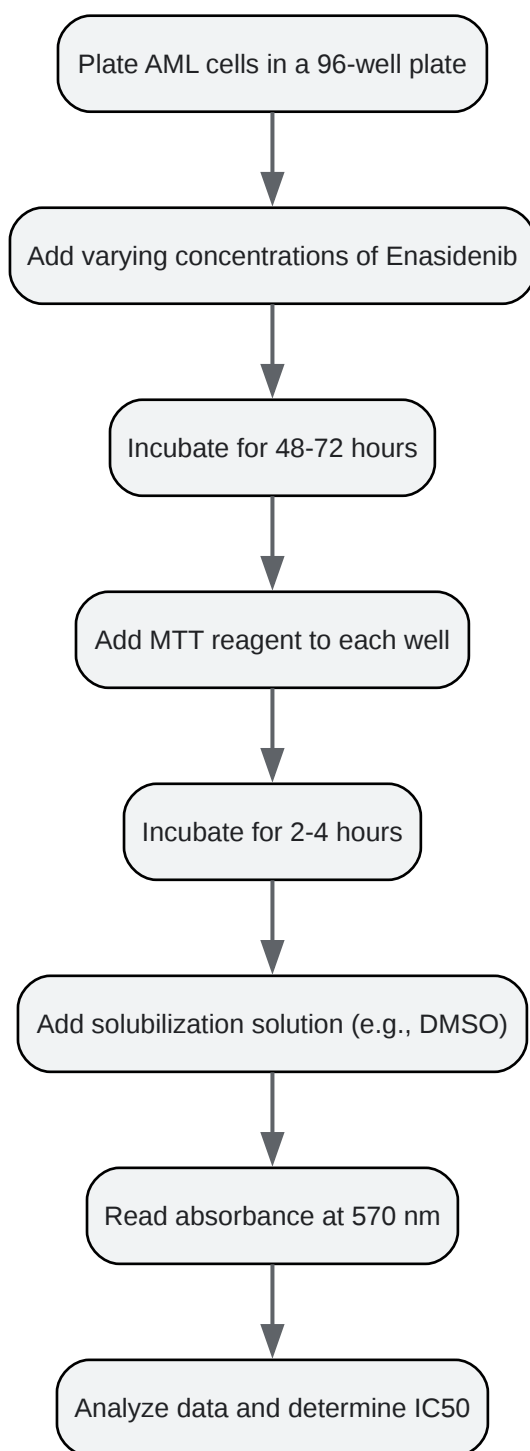 Plate AML cells in a 96-well plate
Add varying concentrations of Enasidenib
Incubate for 48-72 hours
Add MTT reagent to each well
Incubate for 2-4 hours
Add solubilization solution (e.g., DMSO)
Read absorbance at 570 nm
Analyze data and determine IC50